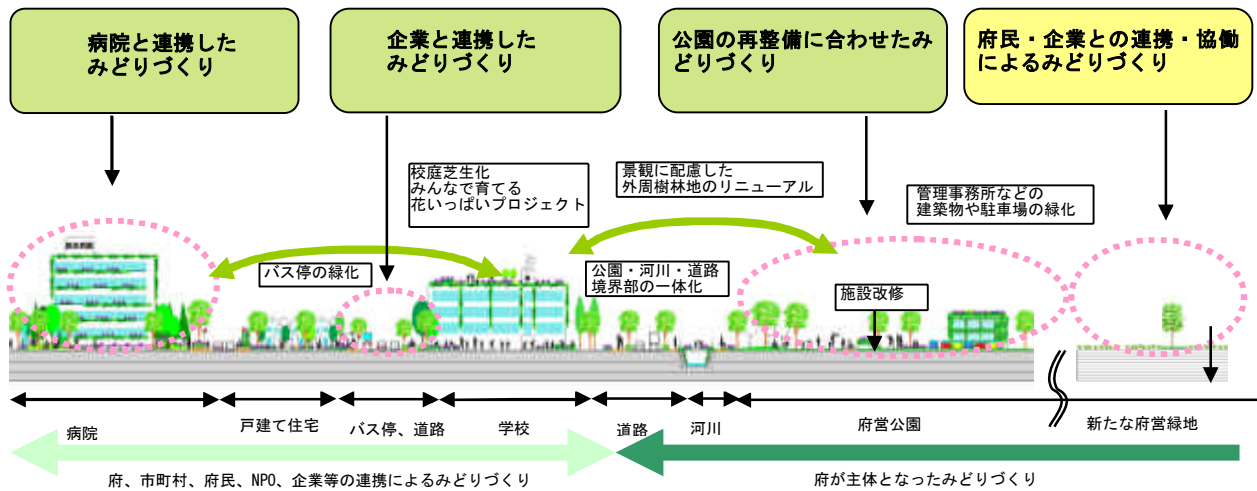 病院と連携した
みどりづくり
企業と連携した
みどりづくり
公園の再整備に合わせたみ
どりづくり
府民・企業との連携・協働
によるみどりづくり
校庭芝生化
みんなで育てる
花いっぱいプロジェクト
景観に配慮した
外周樹林地のリニューアル
管理事務所などの
建築物や駐車場の緑化
バス停の緑化
公園・河川・道路
境界部の一体化
施設改修
病院
戸建て住宅
バス停、道路
学校
道路
河川
府営公園
新たな府営緑地
府、市町村、府民、NPO、企業等の連携によるみどりづくり
府が主体となったみどりづくり